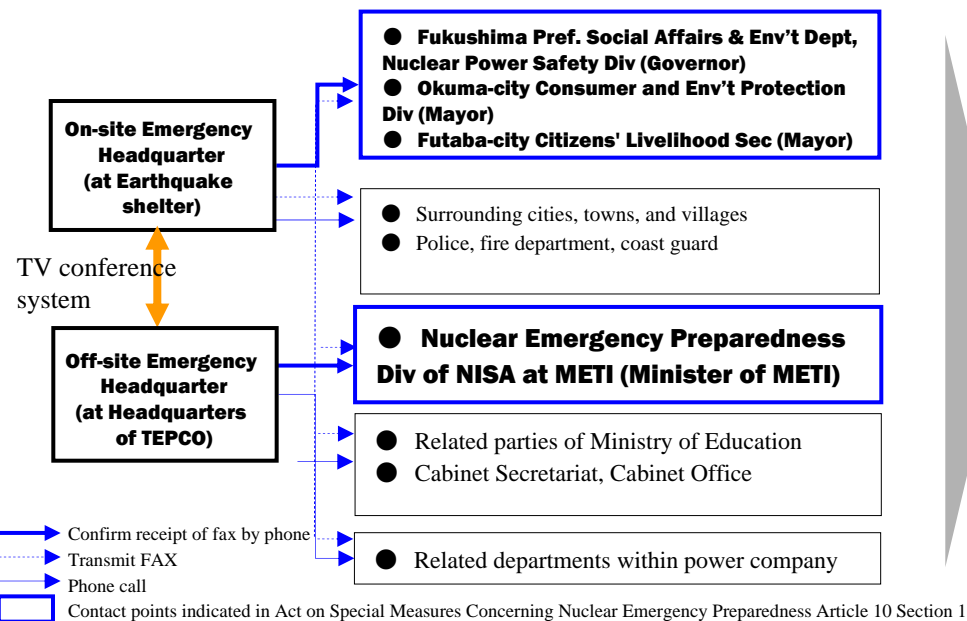 ● Fukushima Pref. Social Affairs & Env’t Dept,
Nuclear Power Safety Div (Governor)
● Okuma-city Consumer and Env’t Protection
Div (Mayor)
● Futaba-city Citizens' Livelihood Sec (Mayor)
On-site Emergency
Headquarter
(at Earthquake
shelter)
● Surrounding cities, towns, and villages
● Police, fire department, coast guard
TV conference
system
● Nuclear Emergency Preparedness
Div of NISA at METI (Minister of METI)
Off-site Emergency
Headquarter
(at Headquarters
of TEPCO)
● Related parties of Ministry of Education
● Cabinet Secretariat, Cabinet Office
● Related departments within power company
Confirm receipt of fax by phone
Transmit FAX
Phone call
Contact points indicated in Act on Special Measures Concerning Nuclear Emergency Preparedness Article 10 Section 1